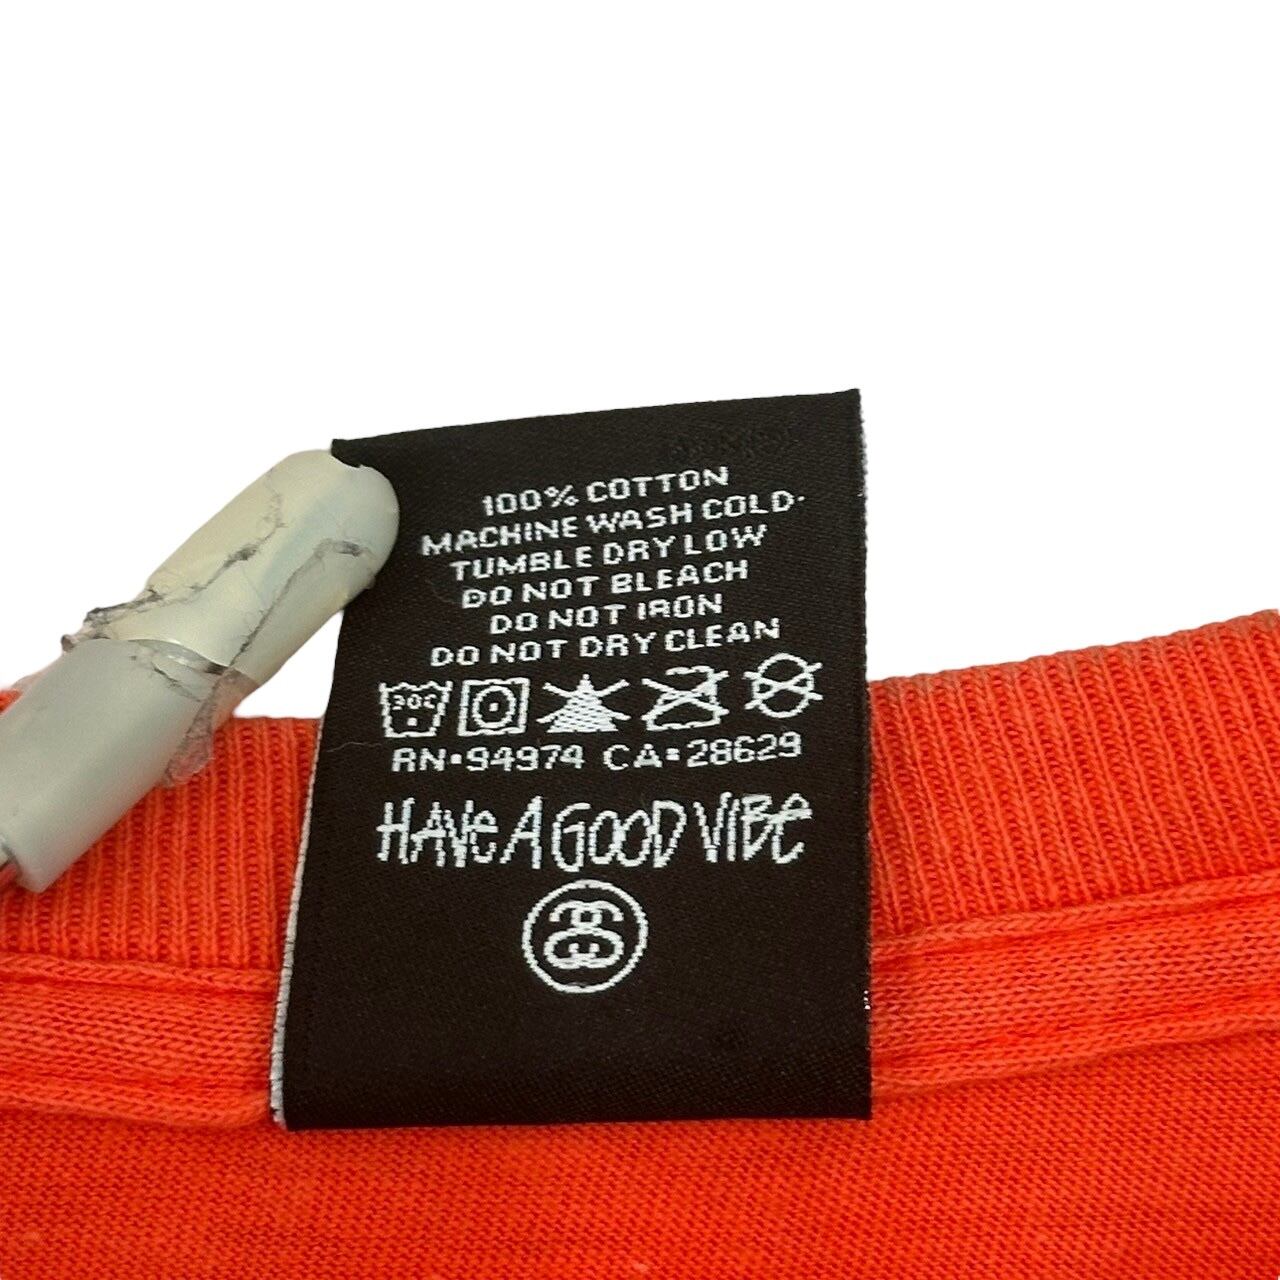 100% COTTON
MACHINE WASH COLD·
TUMBLE DRY LOW
DO NOT BLEACH
DO NOT IRON
DO NOT DRY CLEAN
30C
RN·94974 CA:28629
HAVE A GOOD VIBE